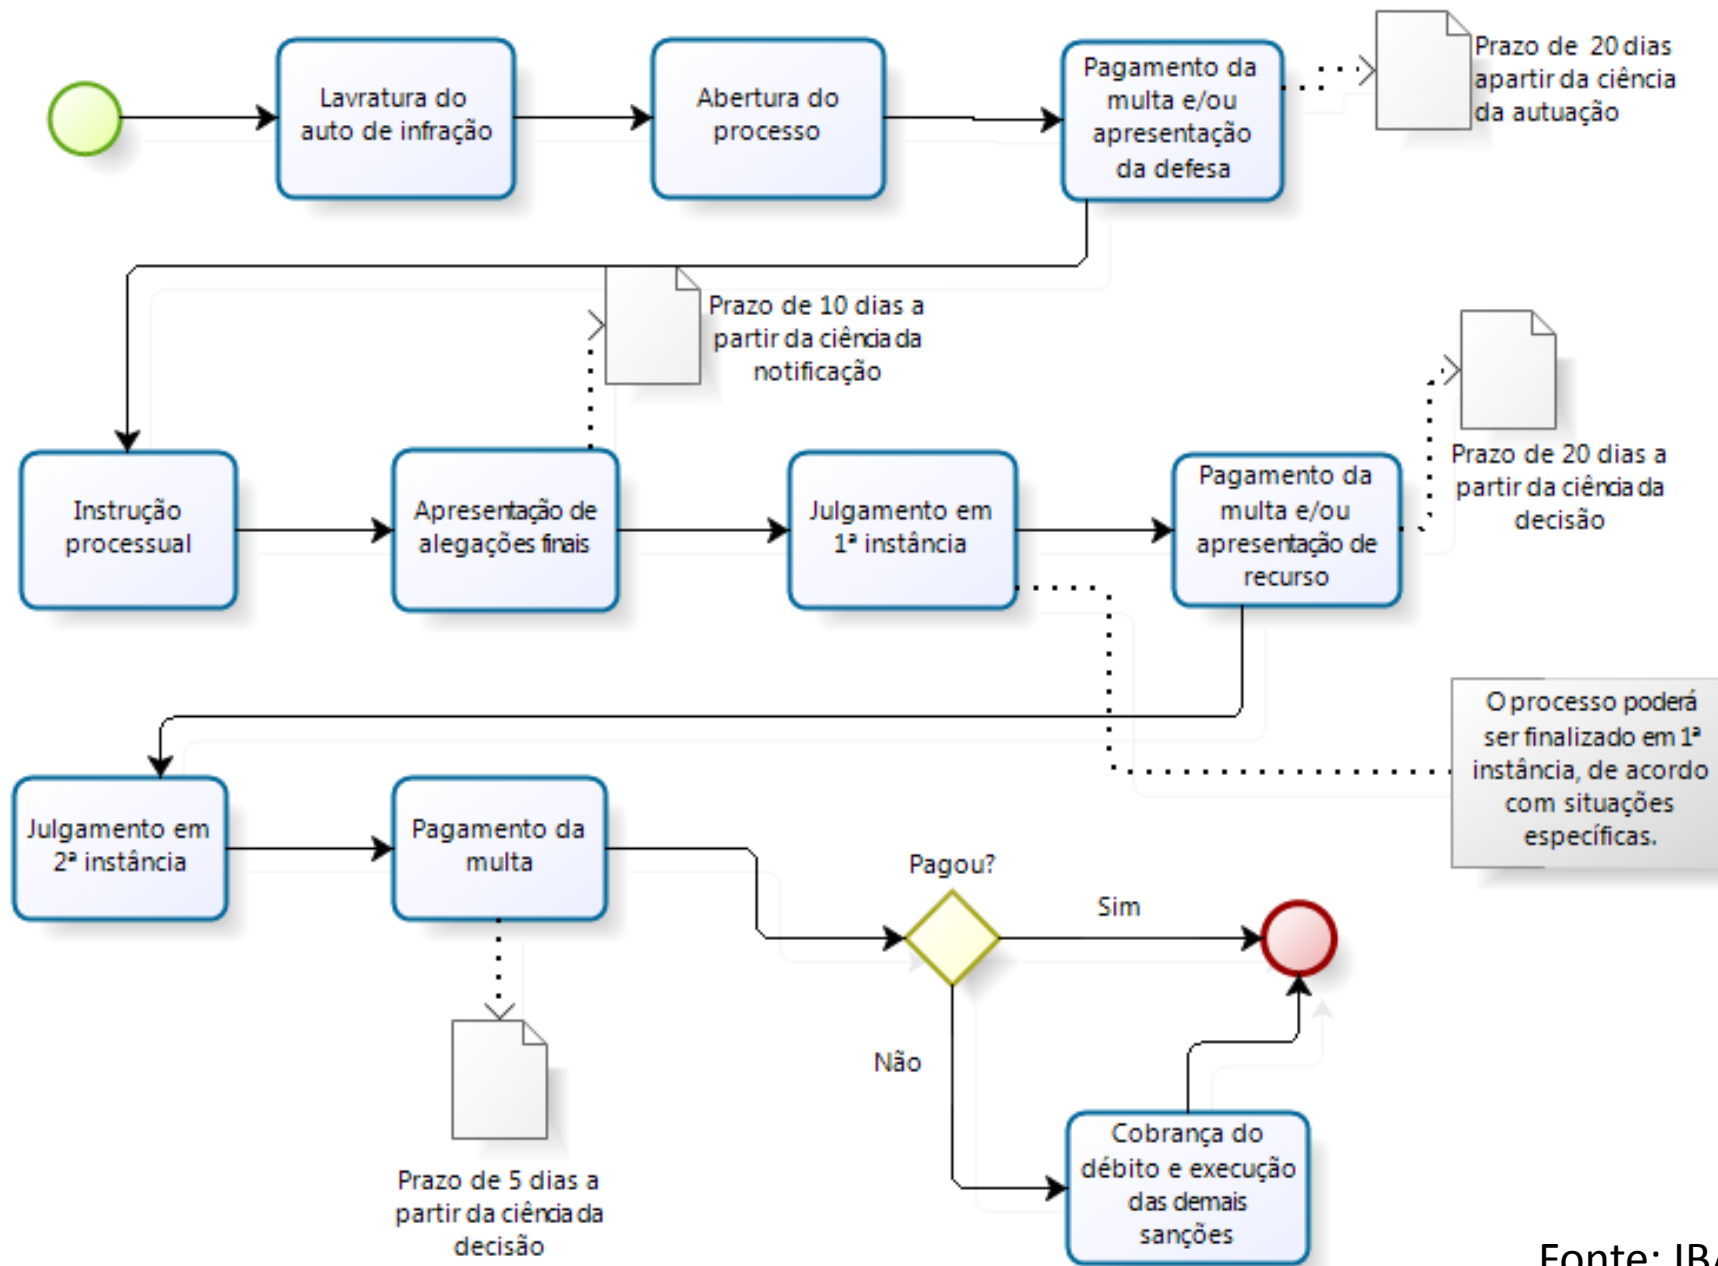 Lavratura do
auto de infração
Abertura do
processo
Pagamento da
multa e/ou
apresentação
da defesa
Prazo de 20 dias
apartir da ciência
da autuação
Prazo de 10 dias a
partir da ciência da
notificação
Instrução
processual
Apresentação de
alegações finais
Julgamento em
1ª instância
Pagamento da
multa e/ou
apresentação de
recurso
Prazo de 20 dias a
partir da ciência da
decisão
O processo poderá
ser finalizado em 1ª
instância, de acordo
com situações
específicas.
Julgamento em
2ª instância
Pagamento da
multa
Prazo de 5 dias a
partir da ciência da
decisão
Pagou?
Sim
Não
Cobrança do
débito e execução
das demais
sanções
Fonte: